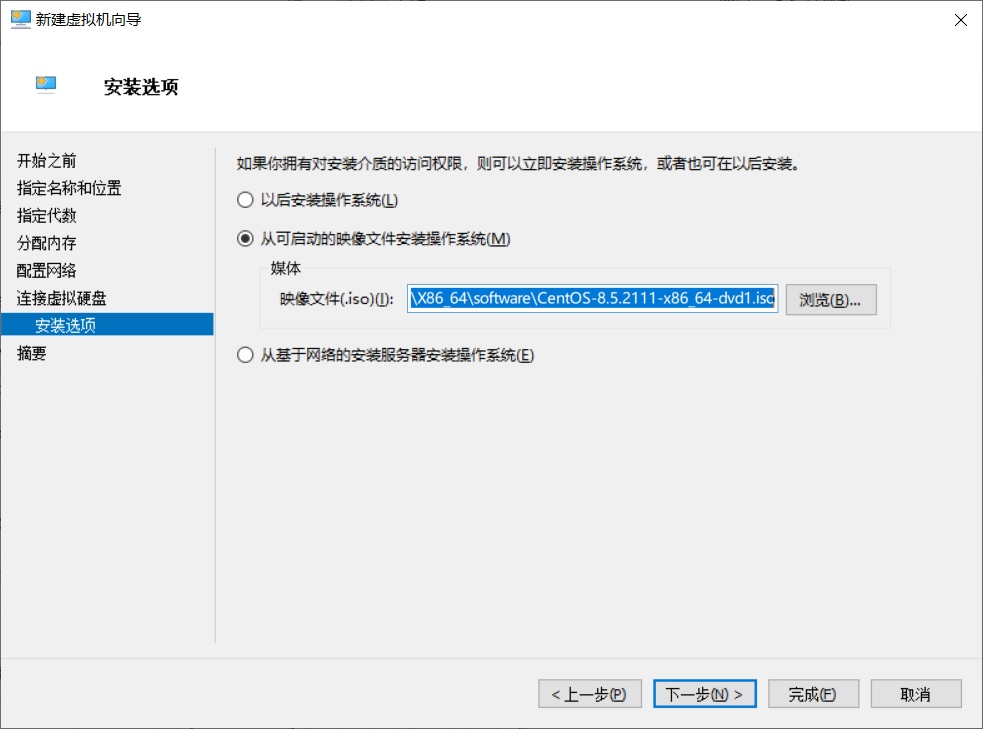 新建虚拟机向导
安装选项
开始之前
指定名称和位置
指定代数
分配内存
配置网络
连接虚拟硬盘
安装选项
摘要
如果你拥有对安装介质的访问权限，则可以立即安装操作系统，或者也可在以后安装。
以后安装操作系统(L)
从可启动的映像文件安装操作系统(M)
媒体
映像文件(.iso)(I): \X86_64\software\CentOS-8.5.2111-x86_64-dvd1.iso 浏览(B)...
从基于网络的安装服务器安装操作系统(E)
< 上一步(P) 下一步(N) > 完成(F) 取消